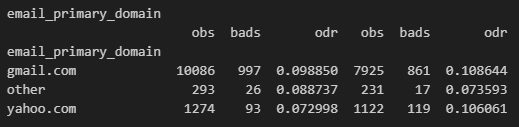 email_primary_domain
obs bads odr obs bads odr
email_primary_domain
gmail.com 10086 997 0.098850 7925 861 0.108644
other 293 26 0.088737 231 17 0.073593
yahoo.com 1274 93 0.072998 1122 119 0.106061